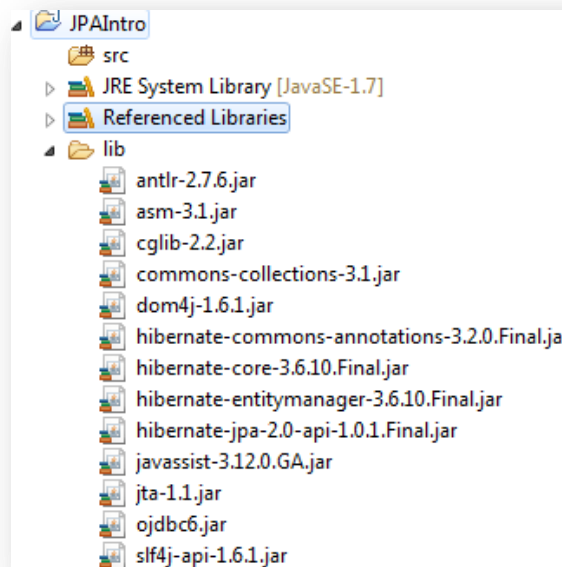 JPAIntro
src
JRE System Library [JavaSE-1.7]
Referenced Libraries
lib
antlr-2.7.6.jar
asm-3.1.jar
cglib-2.2.jar
commons-collections-3.1.jar
dom4j-1.6.1.jar
hibernate-commons-annotations-3.2.0.Final.ja
hibernate-core-3.6.10.Final.jar
hibernate-entitymanager-3.6.10.Final.jar
hibernate-jpa-2.0-api-1.0.1.Final.jar
javassist-3.12.0.GA.jar
jta-1.1.jar
ojdbc6.jar
slf4j-api-1.6.1.jar